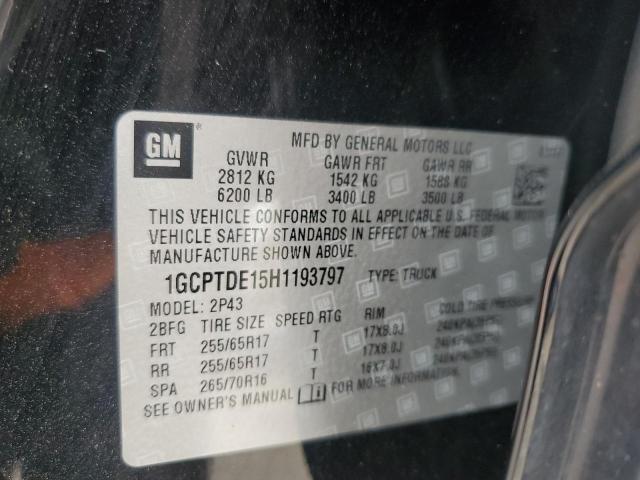 GM
MFD BY GENERAL MOTORS LLC
GVWR GAWR FRT GAWR RR
2812 KG 1542 KG 1588 KG
6200 LB 3400 LB 3500 LB
THIS VEHICLE CONFORMS TO ALL APPLICABLE U.S. FEDERAL MOTOR
VEHICLE SAFETY STANDARDS IN EFFECT ON THE DATE OF
MANUFACTURE SHOWN ABOVE.
1GCPTDE15H1193797 TYPE: TRUCK
MODEL: 2P43
2BFG TIRE SIZE SPEED RTG RIM COLD TIRE PRESSURE
FRT 255/65R17 T 17X8.0J
RR 255/65R17 T 17X8.0J
SPA 265/70R16 T 16X7.0J
SEE OWNER'S MANUAL FOR MORE INFORMATION